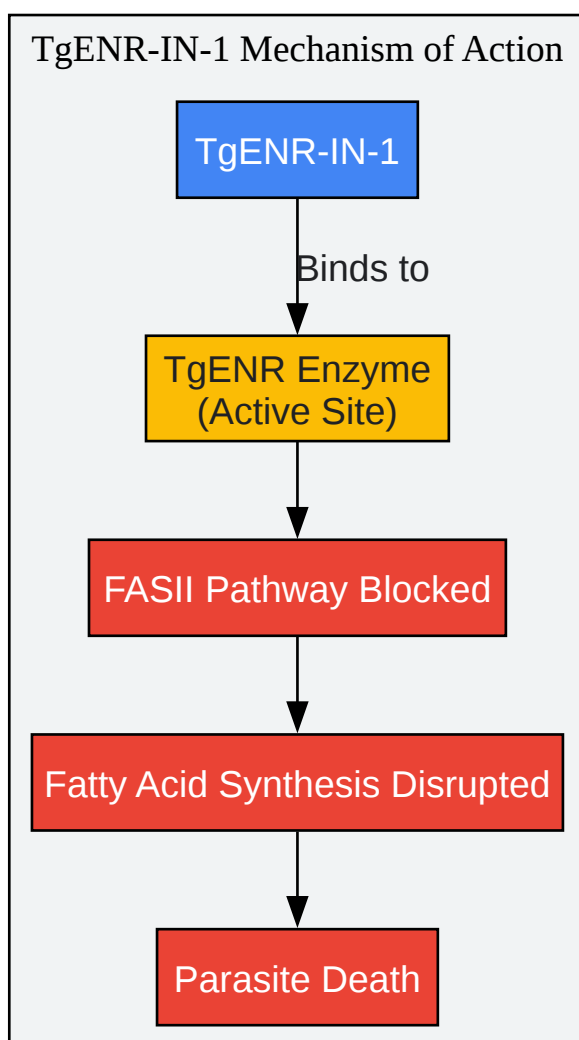 TgENR-IN-1 Mechanism of Action
TgENR-IN-1
Binds to
TgENR Enzyme
(Active Site)
FASII Pathway Blocked
Fatty Acid Synthesis Disrupted
Parasite Death